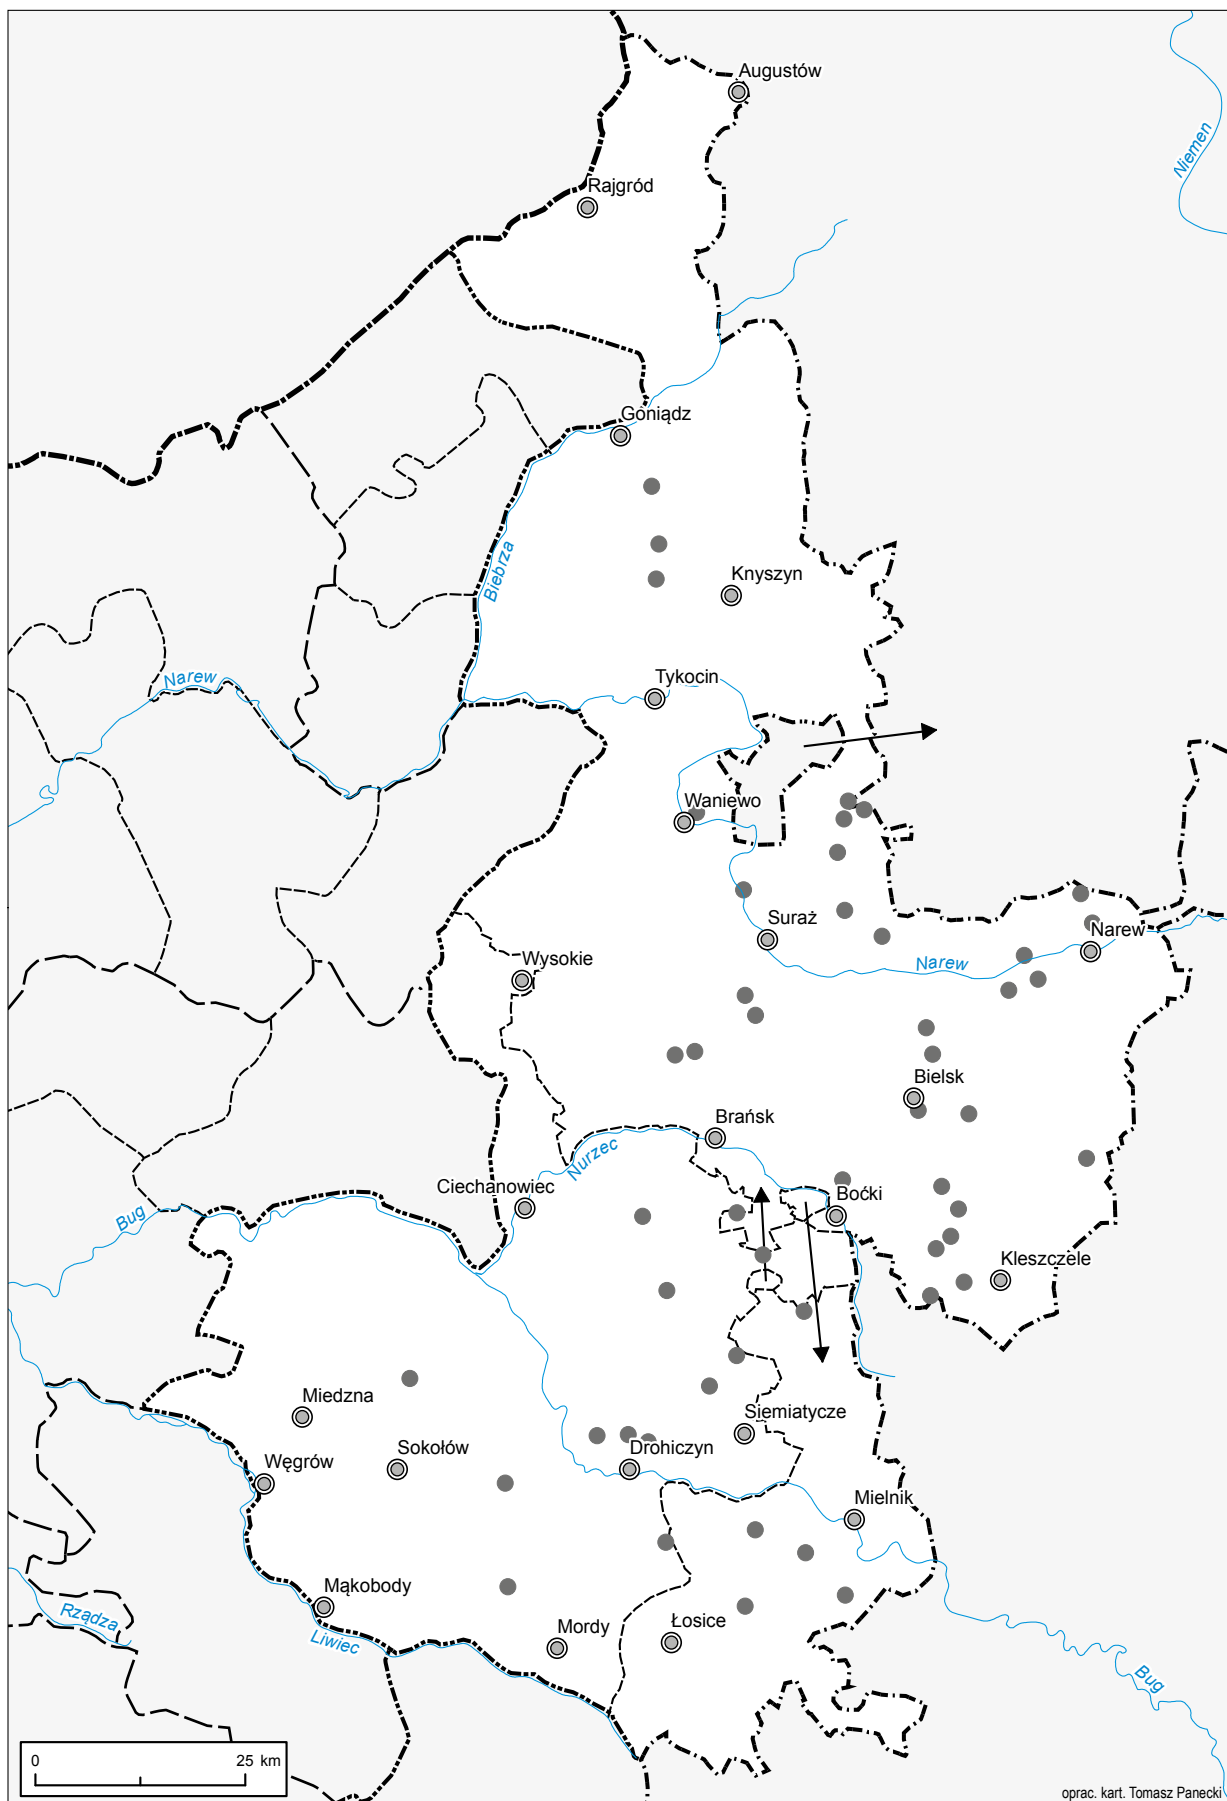 Augustów
Niemen
Rajgród
Goniądz
Biebrza
Knyszyn
Narew
Tykocin
Waniewo
Suraż
Narew
Narew
Wysokie
Bielsk
Brańsk
Nurzec
Ciechanowiec
Boćki
Bug
Kleszczele
Miedzna
Siemiatycze
Sokołów
Drohiczyn
Węgrów
Mielnik
Mąkobody
Rządza
Liwiec
Mordy
Łosice
Bug
0 25 km
oprac. kart. Tomasz Panecki